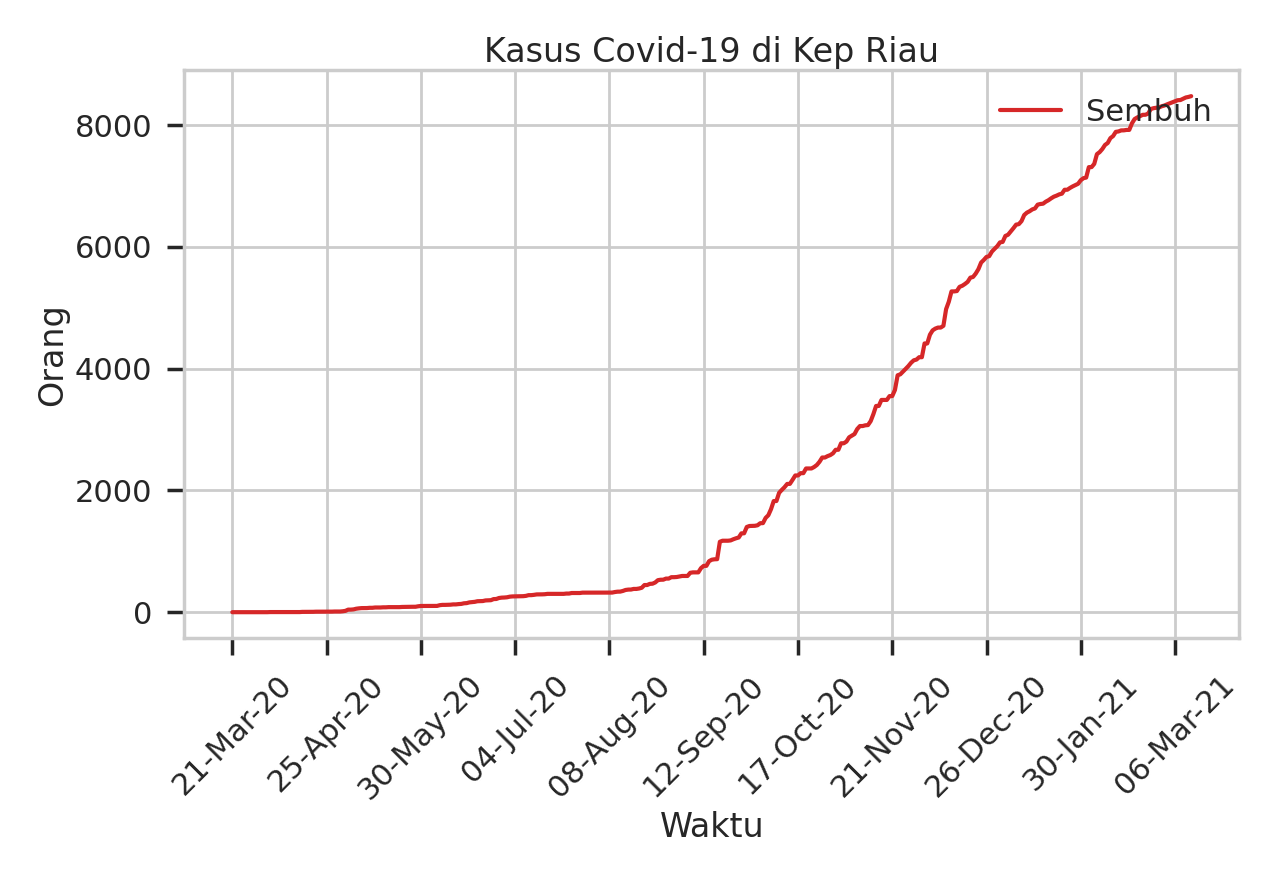 Kasus Covid-19 di Kep Riau
Sembuh
8000
6000
4000
2000
0
Orang
21-Mar-20
25-Apr-20
30-May-20
04-Jul-20
08-Aug-20
12-Sep-20
17-Oct-20
21-Nov-20
26-Dec-20
30-Jan-21
06-Mar-21
Waktu